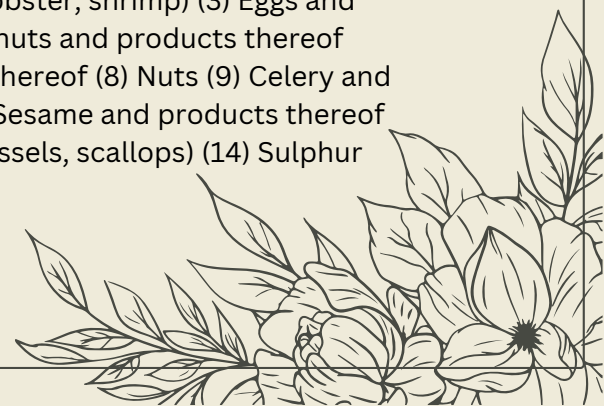 obster, shrimp) (3) Eggs and
nuts and products thereof
hereof (8) Nuts (9) Celery and
Sesame and products thereof
ssels, scallops) (14) Sulphur